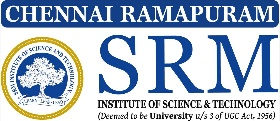 CHENNAI RAMAPURAM
SRM
INSTITUTE OF SCIENCE & TECHNOLOGY
(Deemed to be University u/s 3 of UGC Act, 1956)